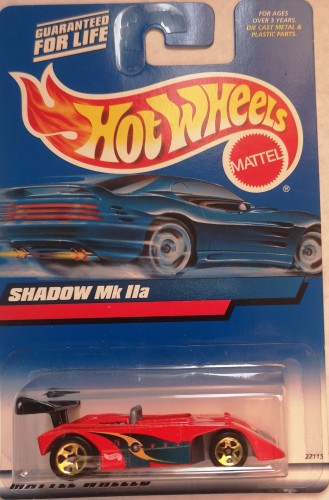 GUARANTEED
FOR LIFE
FOR AGES
OVER 3 YEARS.
DIE CAST METAL &
PLASTIC PARTS.
HOT WHEELS
MATTEL
®
SHADOW Mk IIa
27115